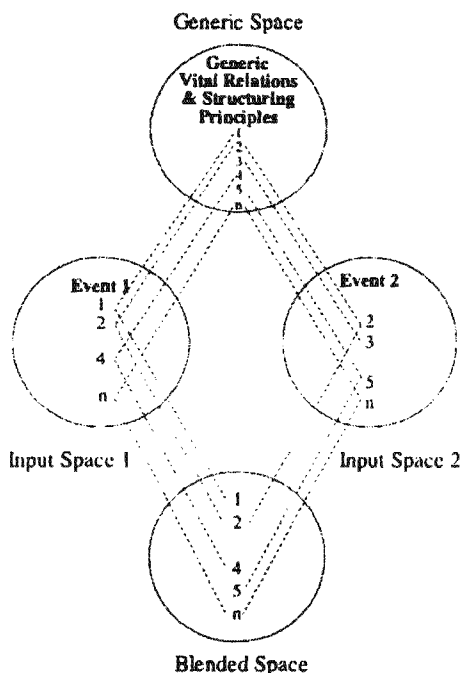 Generic Space
Generic
Vital Relations
& Structuring
Principles
1
2
3
4
5
n
Event 1
1
2
4
n
Event 2
2
3
5
n
Input Space 1
Input Space 2
1
2
4
5
n
Blended Space